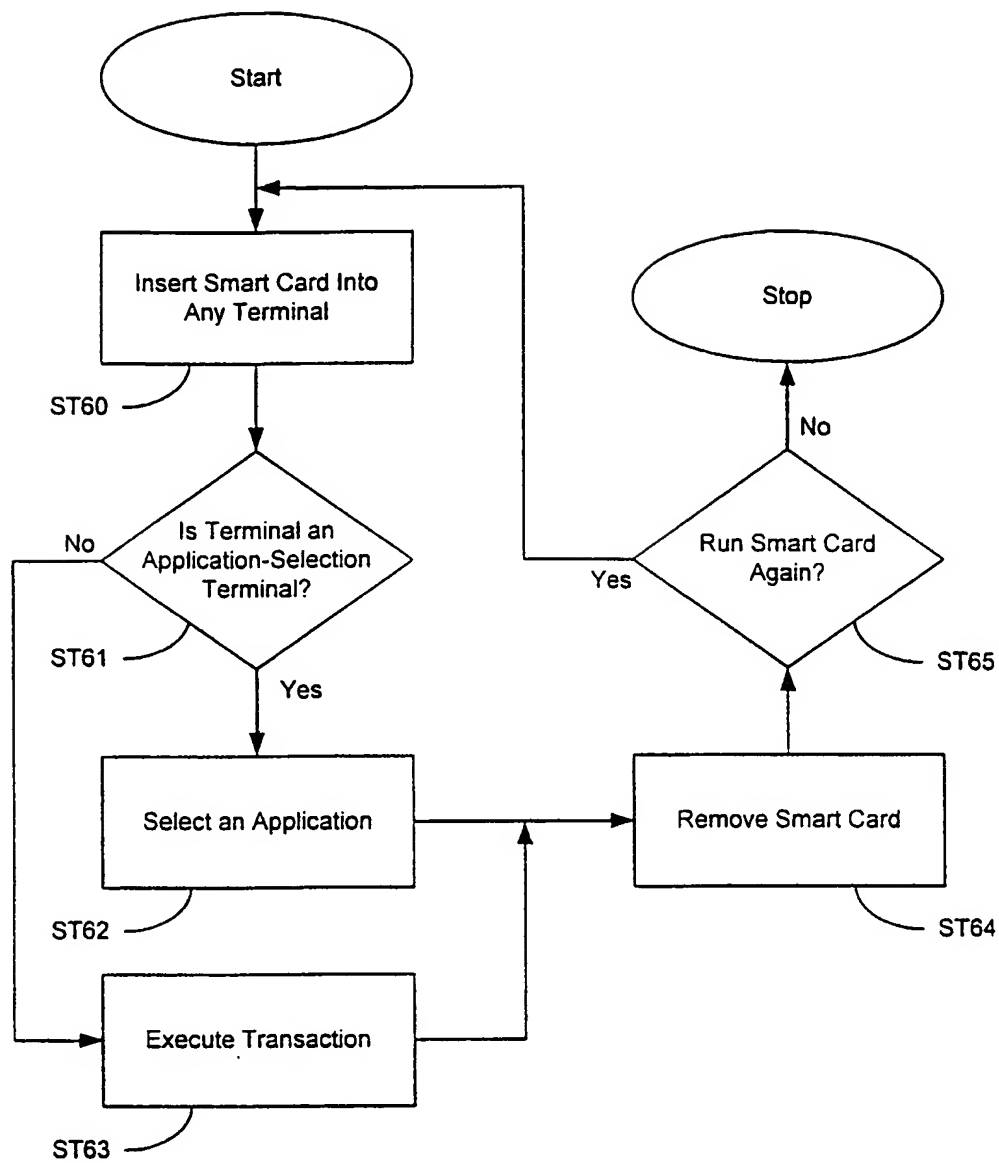 Start
Insert Smart Card Into
Any Terminal
ST60
Is Terminal an
Application-Selection
Terminal?
No
ST61
Yes
Select an Application
ST62
Execute Transaction
ST63
Remove Smart Card
ST64
Run Smart Card
Again?
Yes
ST65
No
Stop